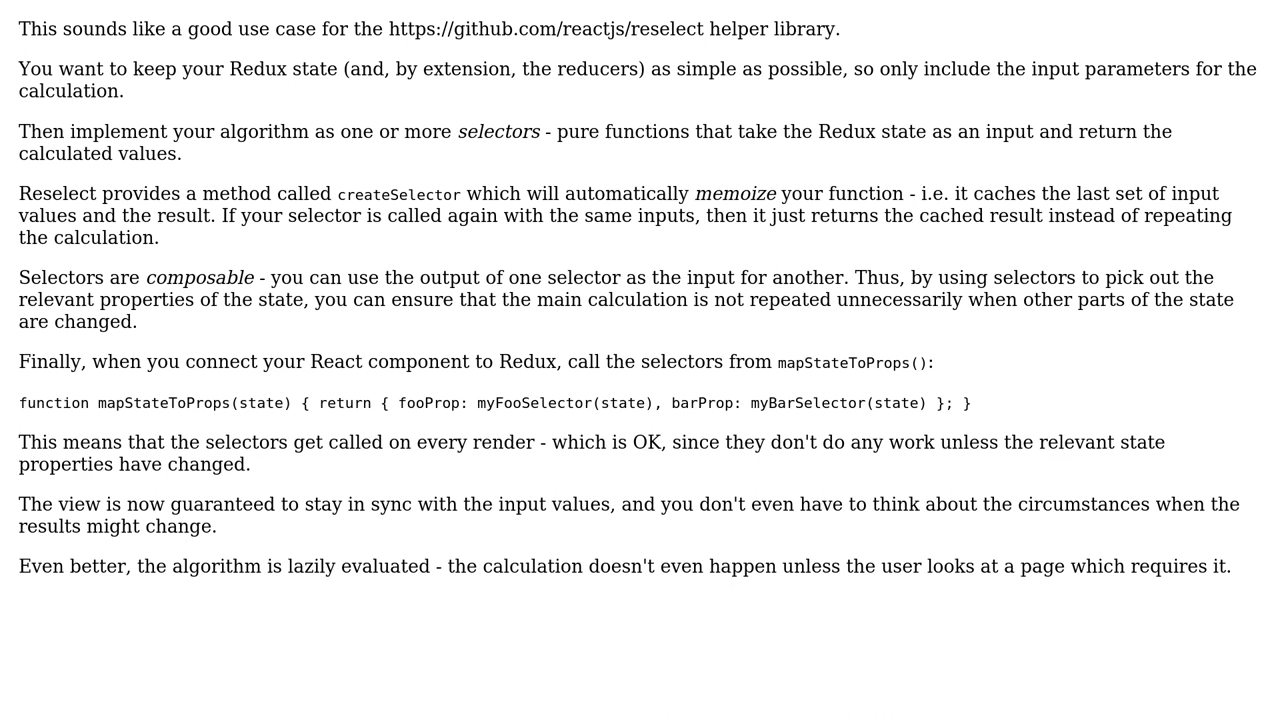 This sounds like a good use case for the https://github.com/reactjs/reselect helper library.
You want to keep your Redux state (and, by extension, the reducers) as simple as possible, so only include the input parameters for the
calculation.
Then implement your algorithm as one or more selectors - pure functions that take the Redux state as an input and return the
calculated values.
Reselect provides a method called createSelector which will automatically memoize your function - i.e. it caches the last set of input
values and the result. If your selector is called again with the same inputs, then it just returns the cached result instead of repeating
the calculation.
Selectors are composable - you can use the output of one selector as the input for another. Thus, by using selectors to pick out the
relevant properties of the state, you can ensure that the main calculation is not repeated unnecessarily when other parts of the state
are changed.
Finally, when you connect your React component to Redux, call the selectors from mapStateToProps():
function mapStateToProps(state) { return { fooProp: myFooSelector(state), barProp: myBarSelector(state) }; }
This means that the selectors get called on every render - which is OK, since they don't do any work unless the relevant state
properties have changed.
The view is now guaranteed to stay in sync with the input values, and you don't even have to think about the circumstances when the
results might change.
Even better, the algorithm is lazily evaluated - the calculation doesn't even happen unless the user looks at a page which requires it.